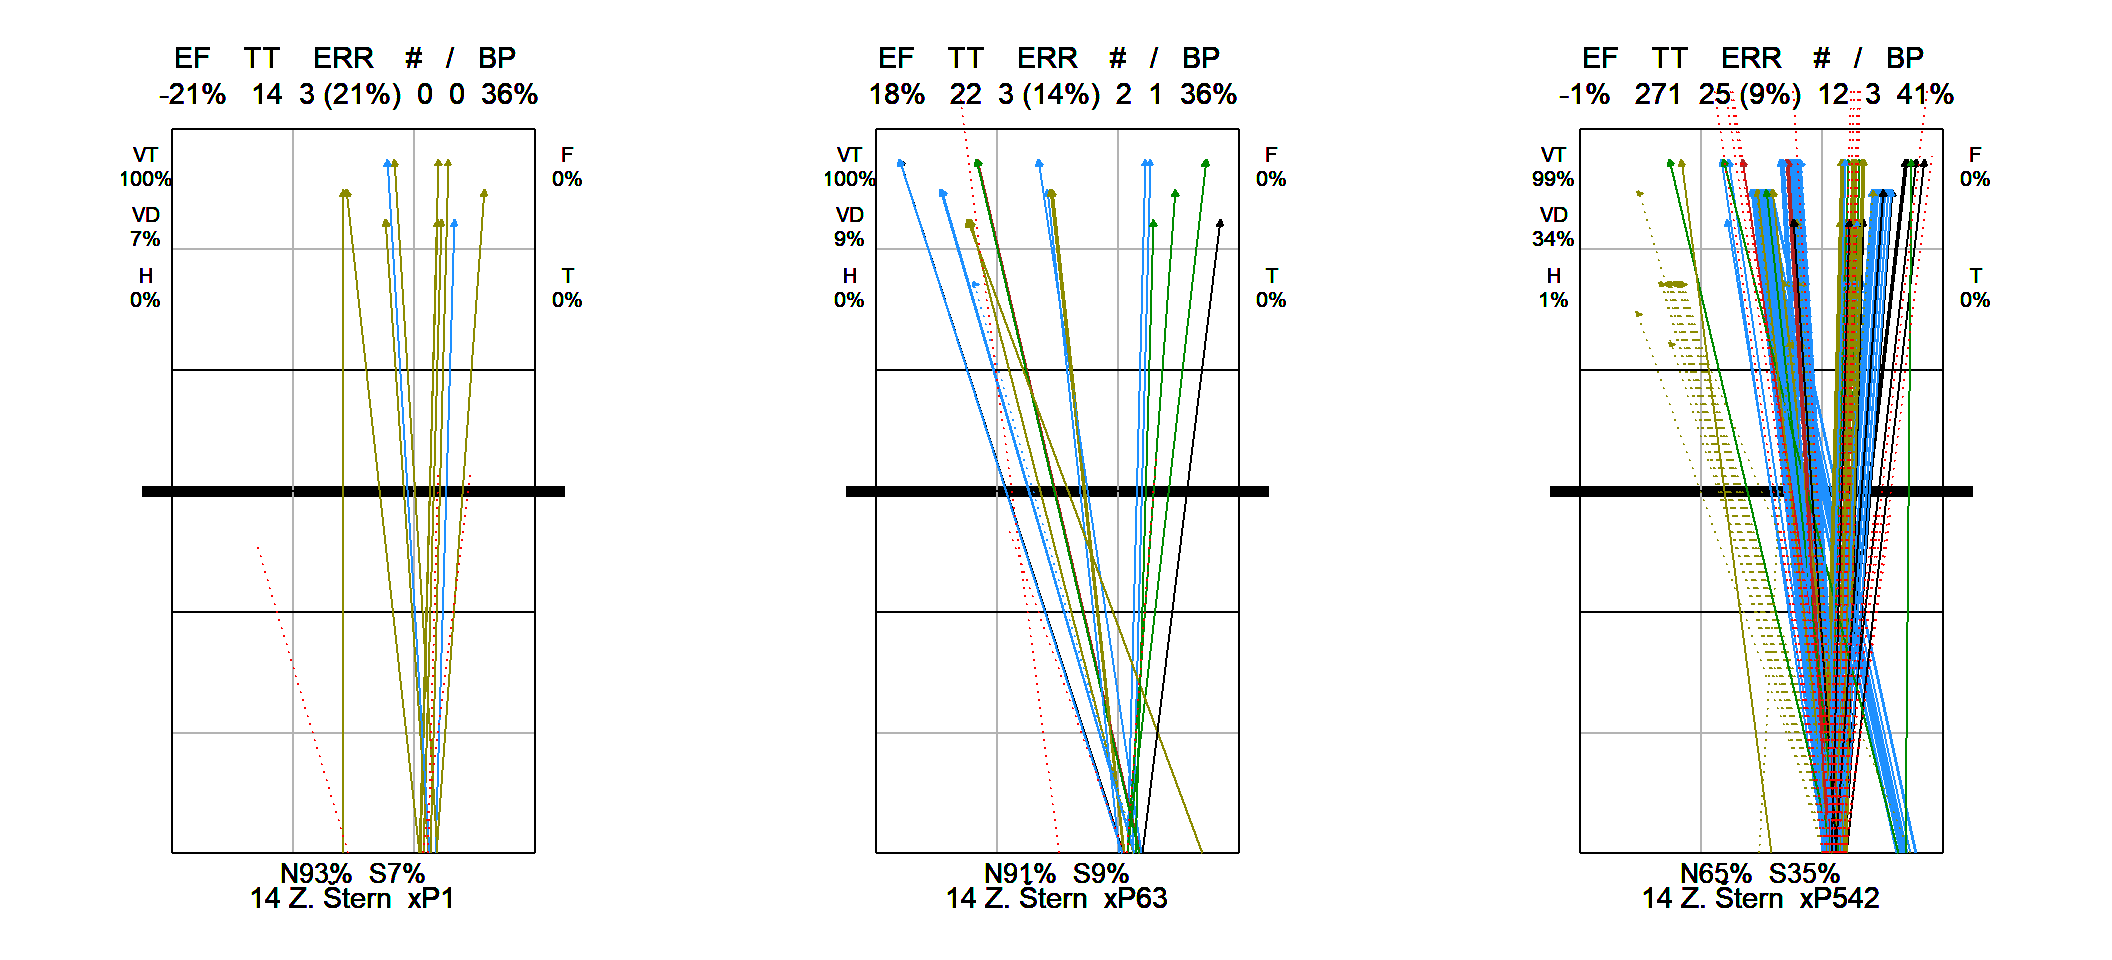 EF TT ERR # / BP
-21% 14 3 (21%) 0 0 36%
VT
100%
VD
7%
H
0%
F
0%
T
0%
N93% S7%
14 Z. Štern xP1
EF TT ERR # / BP
18% 22 3 (14%) 2 1 36%
VT
100%
VD
9%
H
0%
F
0%
T
0%
N91% S9%
14 Z. Štern xP63
EF TT ERR # / BP
-1% 271 25 (9%) 12 3 41%
VT
99%
VD
34%
H
1%
F
0%
T
0%
N65% S35%
14 Z. Štern xP542